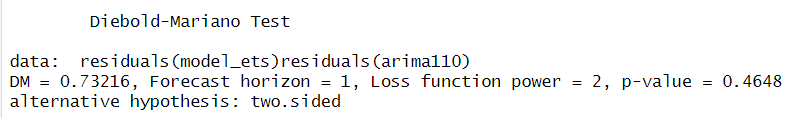 Diebold-Mariano Test
data:  residuals(model_ets)residuals(arima110)
DM = 0.73216, Forecast horizon = 1, Loss function power = 2, p-value = 0.4648
alternative hypothesis: two.sided